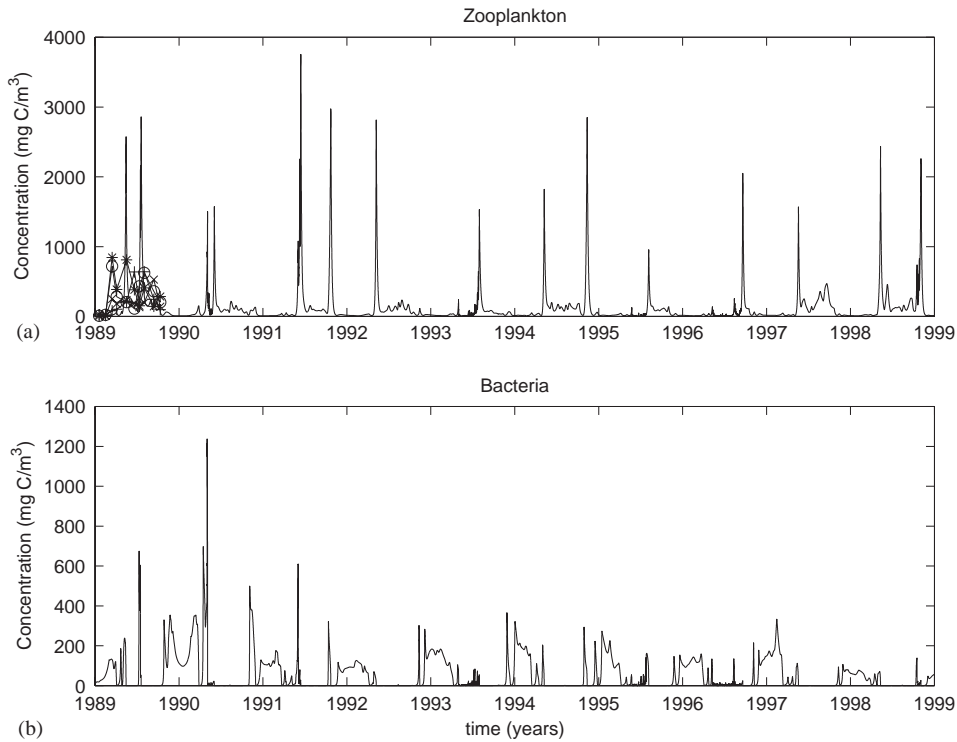 Zooplankton
Concentration (mg C/m³)
4000
3000
2000
1000
0
1989 1990 1991 1992 1993 1994 1995 1996 1997 1998 1999
(a)
Bacteria
Concentration (mg C/m³)
1400
1200
1000
800
600
400
200
0
1989 1990 1991 1992 1993 1994 1995 1996 1997 1998 1999
(b)
time (years)